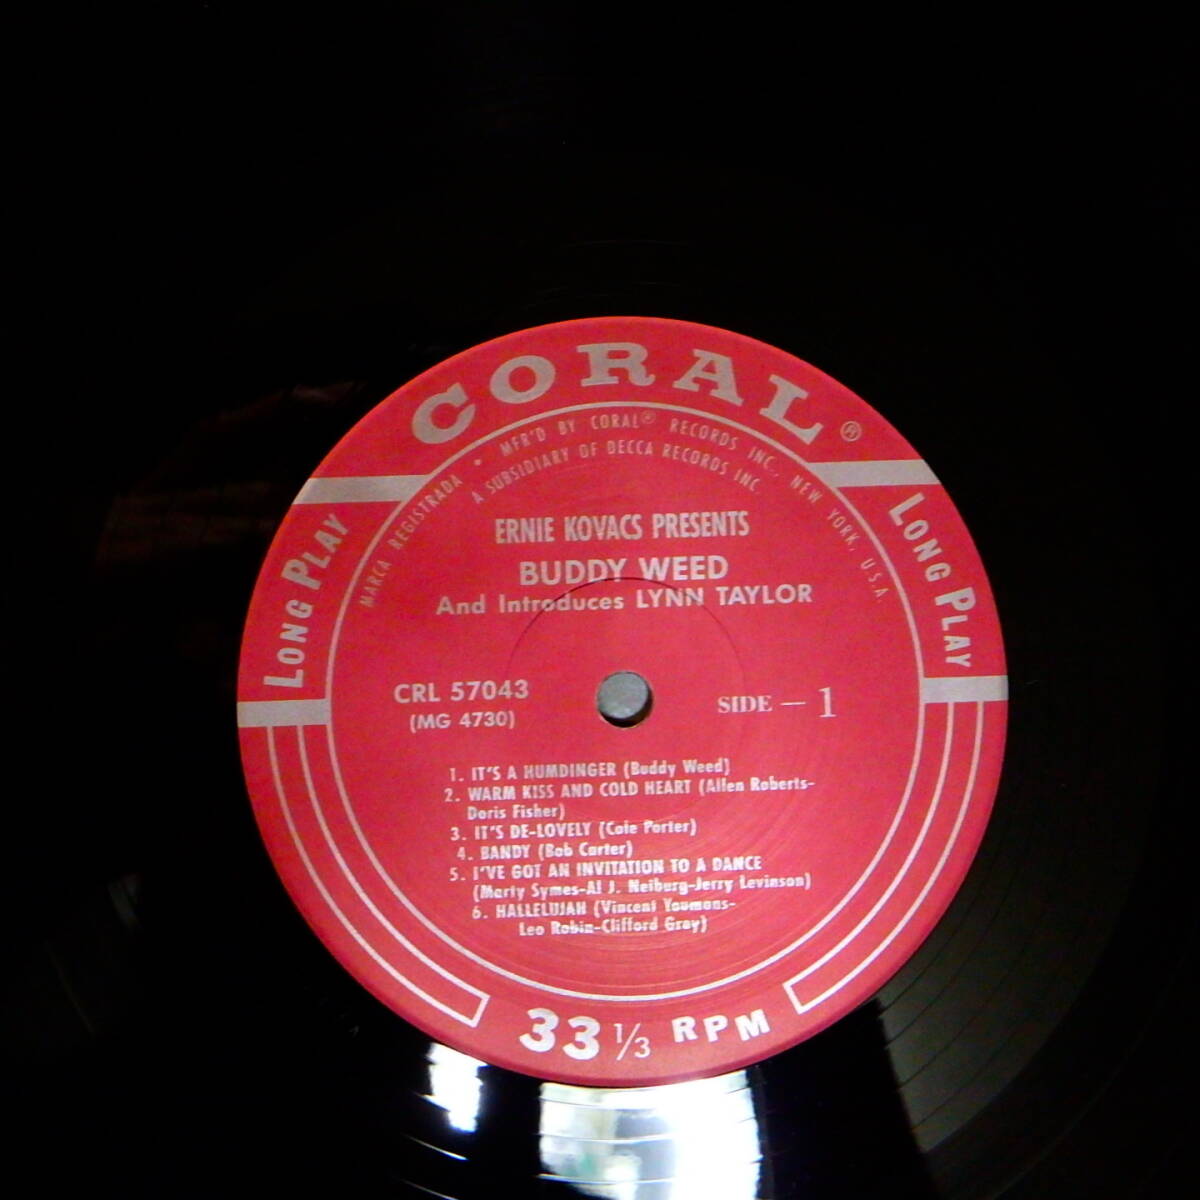 CORAL®
MARCA REGISTRADA • MFR'D BY CORAL® RECORDS INC., NEW YORK, U.S.A.
A SUBSIDIARY OF DECCA RECORDS INC.
LONG PLAY
LONG PLAY
ERNIE KOVACS PRESENTS
BUDDY WEED
And Introduces LYNN TAYLOR
CRL 57043
(MG 4730)
SIDE — 1
1. IT'S A HUMDINGER (Buddy Weed)
2. WARM KISS AND COLD HEART (Allen Roberts-
Doris Fisher)
3. IT'S DE-LOVELY (Cole Porter)
4. BANDY (Bob Carter)
5. I'VE GOT AN INVITATION TO A DANCE
(Marty Symes-Al J. Neiburg-Jerry Levinson)
6. HALLELUJAH (Vincent Youmans-
Leo Robin-Clifford Gray)
33 1/3 RPM